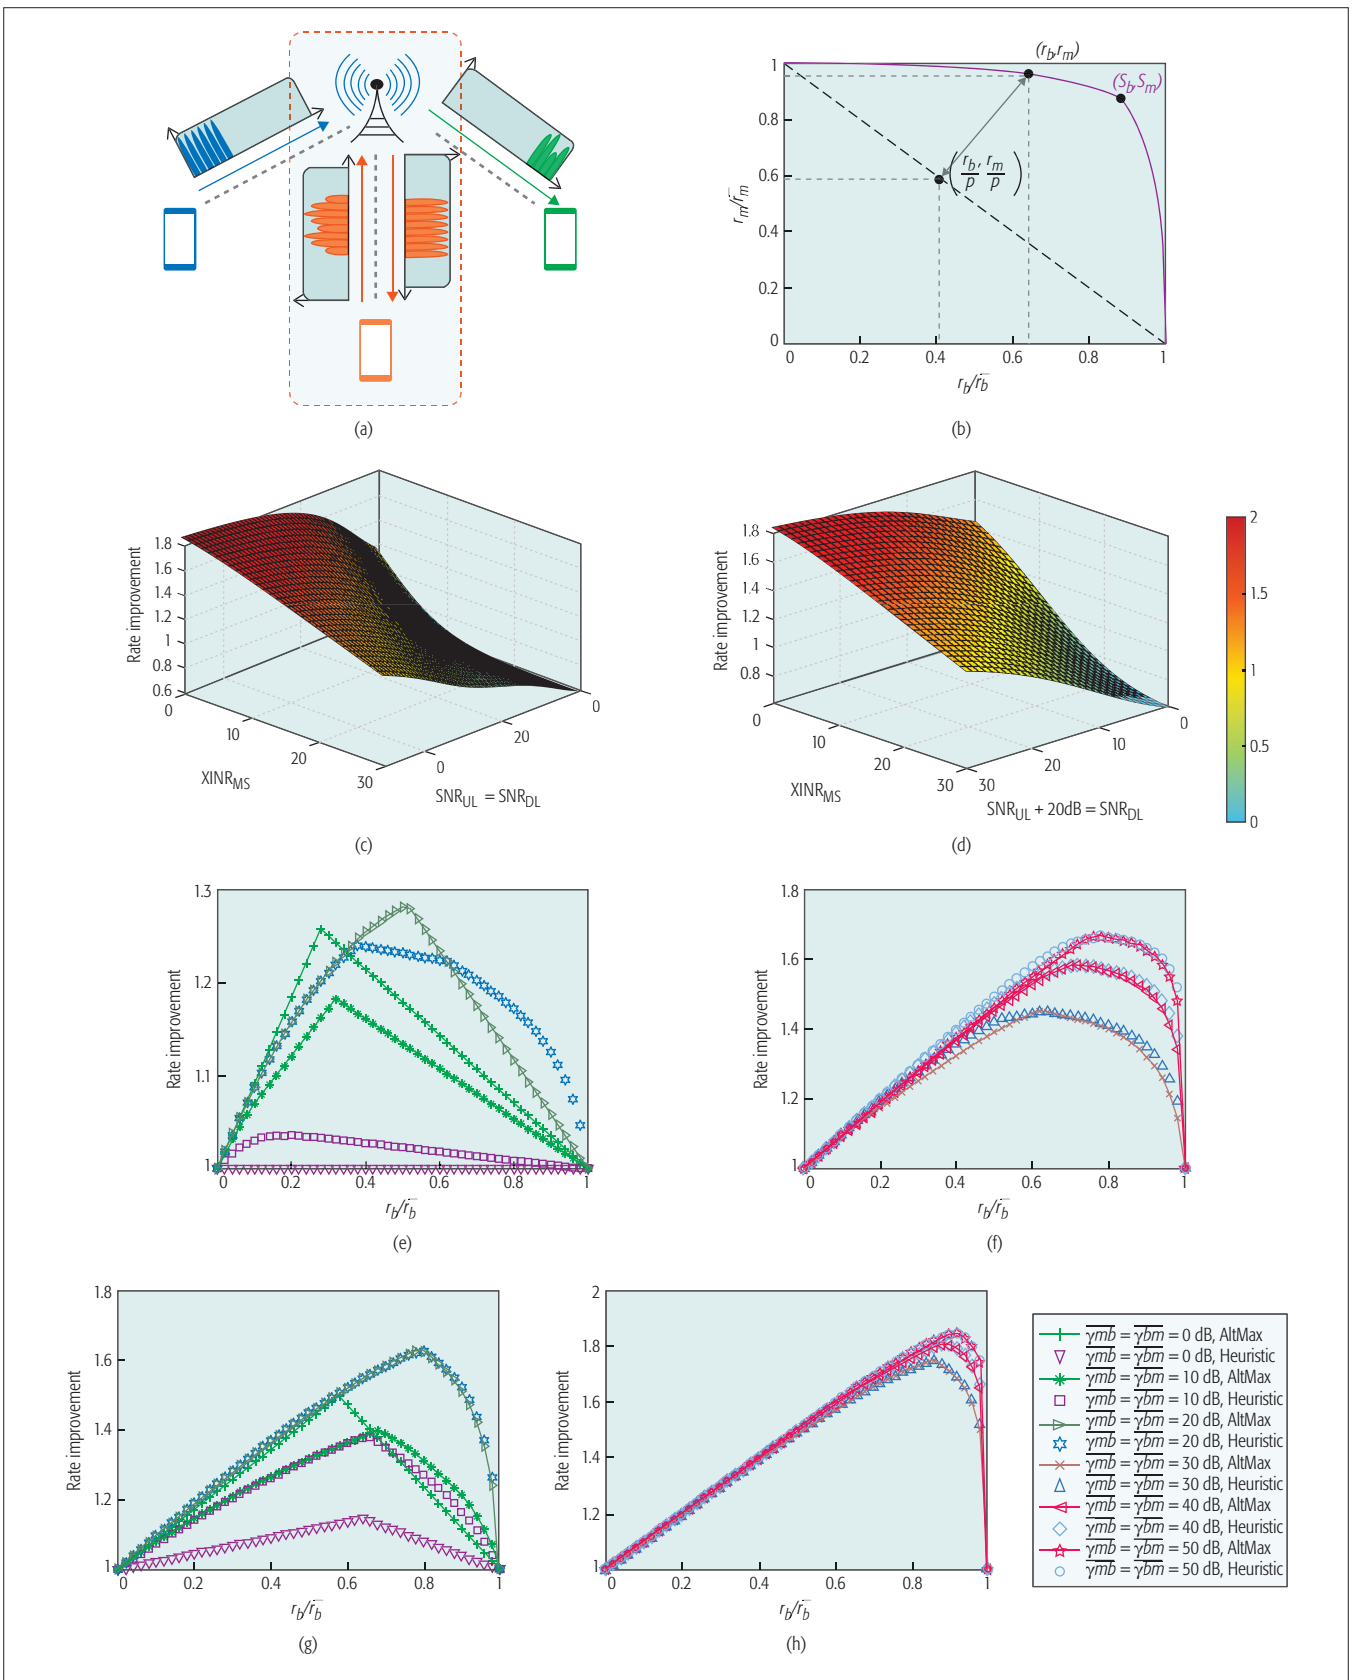 (a)
(r_b, r_m)
(S_b, S_m)
(r_b/p, r_m/p)
r_m/r̄_m
1
0.8
0.6
0.4
0.2
0
0 0.2 0.4 0.6 0.8 1
r_b/r̄_b
(b)
Rate improvement
1.8
1.6
1.4
1.2
1
0.8
0.6
0 10 20 30
XINR_MS
0 20 0
SNR_UL = SNR_DL
(c)
Rate improvement
1.8
1.6
1.4
1.2
1
0.8
0 10 20 30
XINR_MS
30 20 10 0
SNR_UL + 20dB = SNR_DL
(d)
2
1.5
1
0.5
0
Rate improvement
1.3
1.2
1.1
1
0 0.2 0.4 0.6 0.8 1
r_b/r̄_b
(e)
Rate improvement
1.8
1.6
1.4
1.2
1
0 0.2 0.4 0.6 0.8 1
r_b/r̄_b
(f)
Rate improvement
1.8
1.6
1.4
1.2
1
0 0.2 0.4 0.6 0.8 1
r_b/r̄_b
(g)
Rate improvement
2
1.8
1.6
1.4
1.2
1
0 0.2 0.4 0.6 0.8 1
r_b/r̄_b
(h)
γmb = γbm = 0 dB, AltMax
γmb = γbm = 0 dB, Heuristic
γmb = γbm = 10 dB, AltMax
γmb = γbm = 10 dB, Heuristic
γmb = γbm = 20 dB, AltMax
γmb = γbm = 20 dB, Heuristic
γmb = γbm = 30 dB, AltMax
γmb = γbm = 30 dB, Heuristic
γmb = γbm = 40 dB, AltMax
γmb = γbm = 40 dB, Heuristic
γmb = γbm = 50 dB, AltMax
γmb = γbm = 50 dB, Heuristic